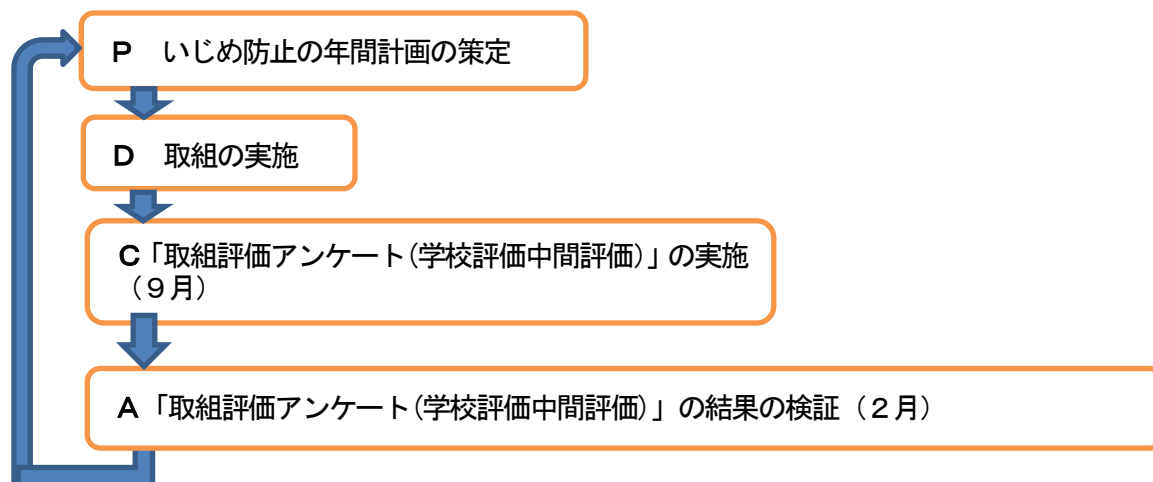 P　いじめ防止の年間計画の策定
D　取組の実施
C「取組評価アンケート（学校評価中間評価）」の実施
（９月）
A「取組評価アンケート（学校評価中間評価）」の結果の検証（２月）